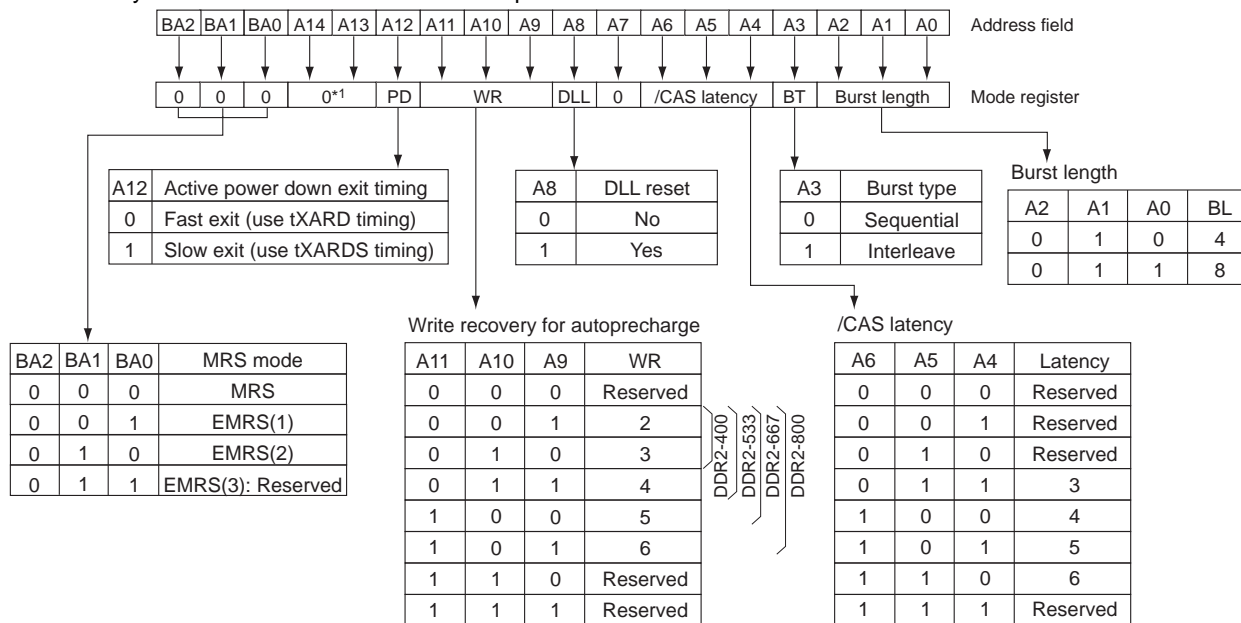 BA2 BA1 BA0 A14 A13 A12 A11 A10 A9 A8 A7 A6 A5 A4 A3 A2 A1 A0 Address field
0 0 0 0*1 PD WR DLL 0 /CAS latency BT Burst length Mode register
A12 Active power down exit timing
0 Fast exit (use tXARD timing)
1 Slow exit (use tXARDS timing)
A8 DLL reset
0 No
1 Yes
A3 Burst type
0 Sequential
1 Interleave
Burst length
A2 A1 A0 BL
0 1 0 4
0 1 1 8
BA2 BA1 BA0 MRS mode
0 0 0 MRS
0 0 1 EMRS(1)
0 1 0 EMRS(2)
0 1 1 EMRS(3): Reserved
Write recovery for autoprecharge
A11 A10 A9 WR
0 0 0 Reserved
0 0 1 2
0 1 0 3
0 1 1 4
1 0 0 5
1 0 1 6
1 1 0 Reserved
1 1 1 Reserved
DDR2-400
DDR2-533
DDR2-667
DDR2-800
/CAS latency
A6 A5 A4 Latency
0 0 0 Reserved
0 0 1 Reserved
0 1 0 Reserved
0 1 1 3
1 0 0 4
1 0 1 5
1 1 0 6
1 1 1 Reserved